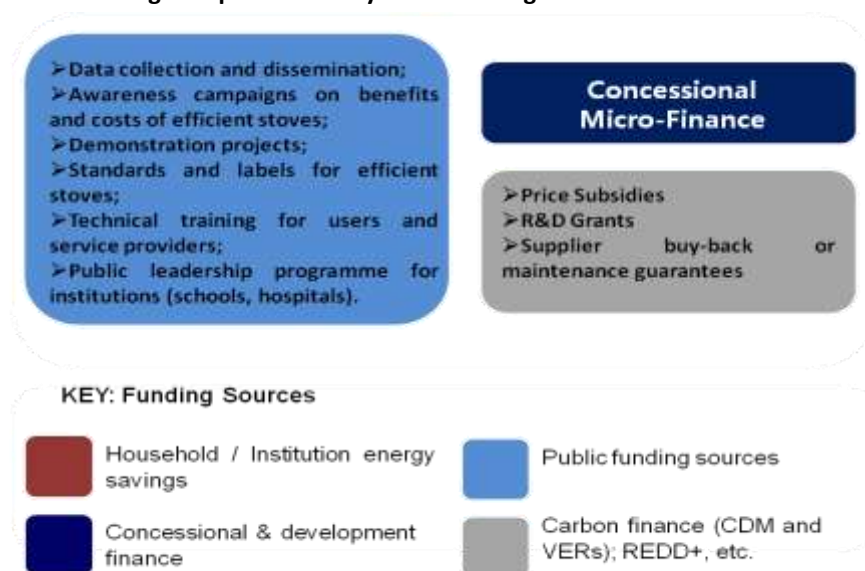 ➢Data collection and dissemination;
➢Awareness campaigns on benefits
and costs of efficient stoves;
➢Demonstration projects;
➢Standards and labels for efficient
stoves;
➢Technical training for users and
service providers;
➢Public leadership programme for
institutions (schools, hospitals).
Concessional
Micro-Finance
➢Price Subsidies
➢R&D Grants
➢Supplier buy-back or
maintenance guarantees
KEY: Funding Sources
Household / Institution energy
savings
Public funding sources
Concessional & development
finance
Carbon finance (CDM and
VERs); REDD+, etc.